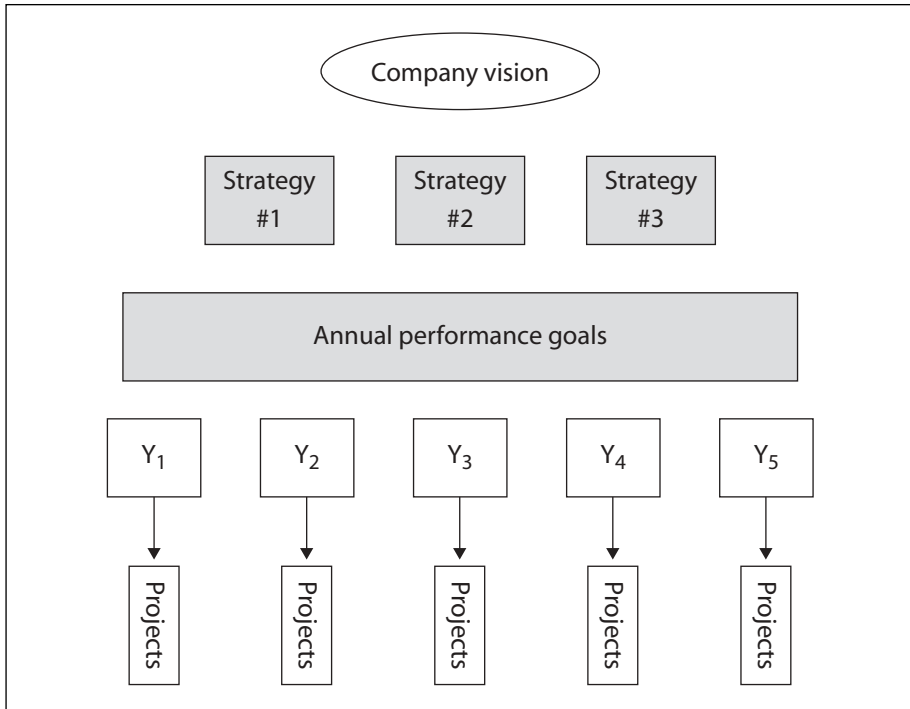 Company vision
Strategy
#1
Strategy
#2
Strategy
#3
Annual performance goals
Y1
Y2
Y3
Y4
Y5
Projects
Projects
Projects
Projects
Projects